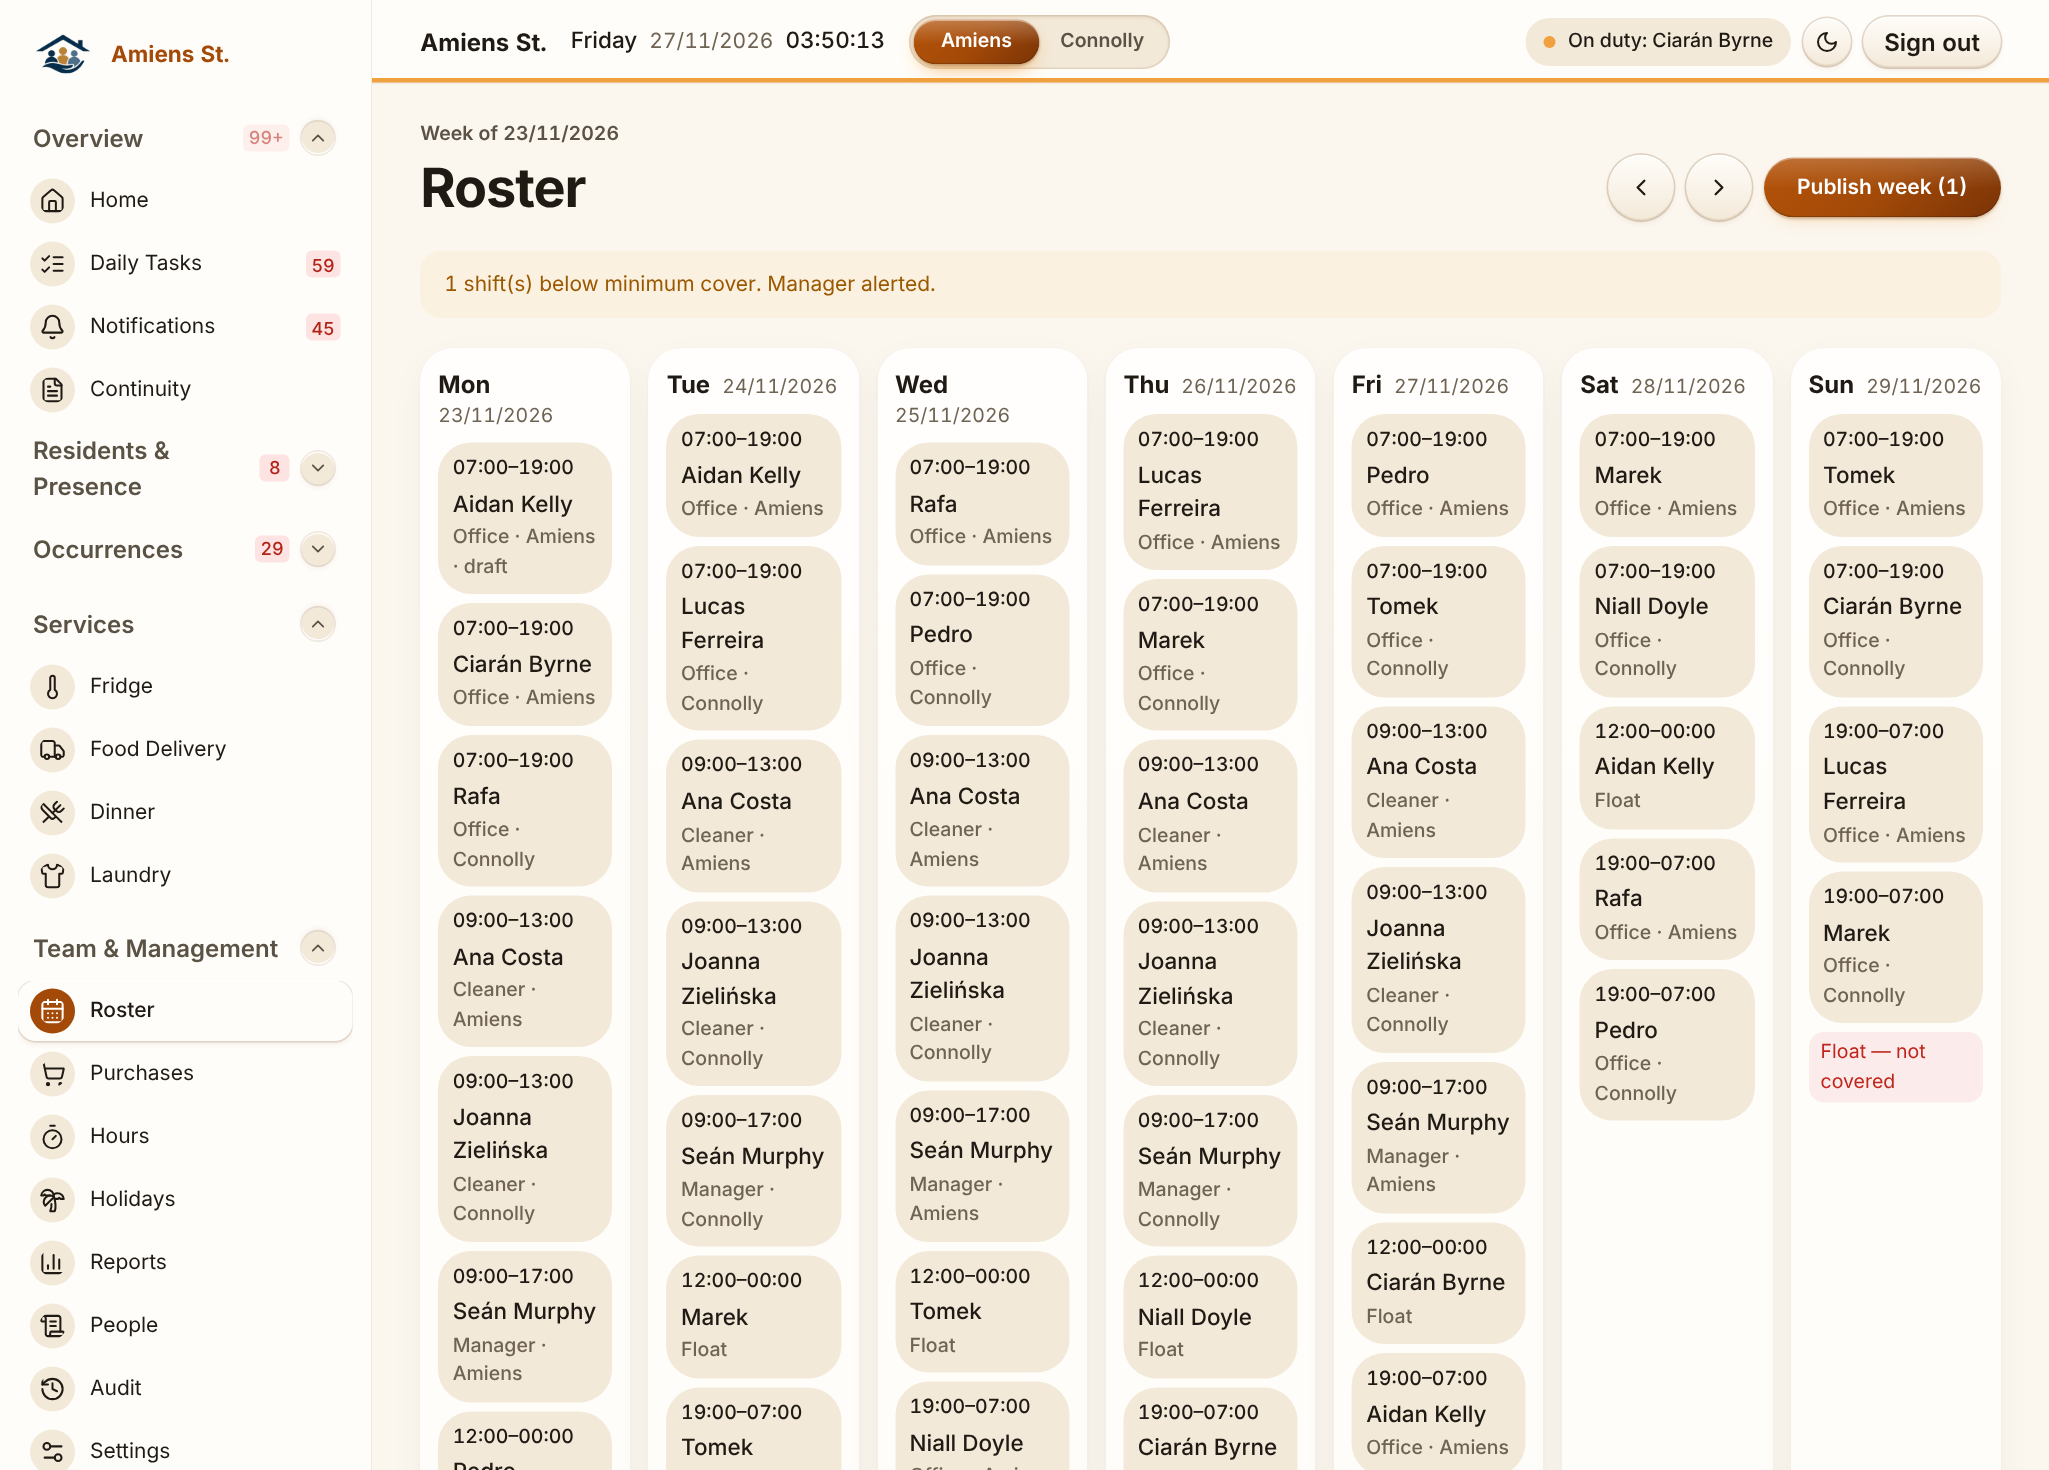 Amiens St.
Overview 99+
Home
Daily Tasks 59
Notifications 45
Continuity
Residents &
Presence 8
Occurrences 29
Services
Fridge
Food Delivery
Dinner
Laundry
Team & Management
Roster
Purchases
Hours
Holidays
Reports
People
Audit
Settings
Amiens St. Friday 27/11/2026 03:50:13 Amiens Connolly On duty: Ciarán Byrne Sign out
Week of 23/11/2026
Roster
Publish week (1)
1 shift(s) below minimum cover. Manager alerted.
Mon
23/11/2026
07:00–19:00
Aidan Kelly
Office · Amiens
· draft
07:00–19:00
Ciarán Byrne
Office · Amiens
07:00–19:00
Rafa
Office ·
Connolly
09:00–13:00
Ana Costa
Cleaner ·
Amiens
09:00–13:00
Joanna
Zielińska
Cleaner ·
Connolly
09:00–17:00
Seán Murphy
Manager ·
Amiens
12:00–00:00
Tue 24/11/2026
07:00–19:00
Aidan Kelly
Office · Amiens
07:00–19:00
Lucas
Ferreira
Office ·
Connolly
09:00–13:00
Ana Costa
Cleaner ·
Amiens
09:00–13:00
Joanna
Zielińska
Cleaner ·
Connolly
09:00–17:00
Seán Murphy
Manager ·
Connolly
12:00–00:00
Marek
Float
19:00–07:00
Tomek
Wed
25/11/2026
07:00–19:00
Rafa
Office · Amiens
07:00–19:00
Pedro
Office ·
Connolly
09:00–13:00
Ana Costa
Cleaner ·
Amiens
09:00–13:00
Joanna
Zielińska
Cleaner ·
Connolly
09:00–17:00
Seán Murphy
Manager ·
Amiens
12:00–00:00
Tomek
Float
19:00–07:00
Niall Doyle
Thu 26/11/2026
07:00–19:00
Lucas
Ferreira
Office · Amiens
07:00–19:00
Marek
Office ·
Connolly
09:00–13:00
Ana Costa
Cleaner ·
Amiens
09:00–13:00
Joanna
Zielińska
Cleaner ·
Connolly
09:00–17:00
Seán Murphy
Manager ·
Connolly
12:00–00:00
Niall Doyle
Float
19:00–07:00
Ciarán Byrne
Fri 27/11/2026
07:00–19:00
Pedro
Office · Amiens
07:00–19:00
Tomek
Office ·
Connolly
09:00–13:00
Ana Costa
Cleaner ·
Amiens
09:00–13:00
Joanna
Zielińska
Cleaner ·
Connolly
09:00–17:00
Seán Murphy
Manager ·
Amiens
12:00–00:00
Ciarán Byrne
Float
19:00–07:00
Aidan Kelly
Office · Amiens
Sat 28/11/2026
07:00–19:00
Marek
Office · Amiens
07:00–19:00
Niall Doyle
Office ·
Connolly
12:00–00:00
Aidan Kelly
Float
19:00–07:00
Rafa
Office · Amiens
19:00–07:00
Pedro
Office ·
Connolly
Sun 29/11/2026
07:00–19:00
Tomek
Office · Amiens
07:00–19:00
Ciarán Byrne
Office ·
Connolly
19:00–07:00
Lucas
Ferreira
Office · Amiens
19:00–07:00
Marek
Office ·
Connolly
Float — not
covered